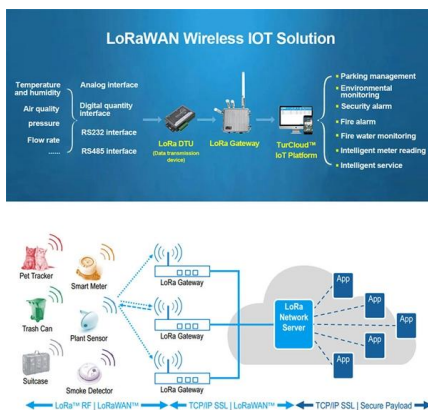 LoRaWAN Wireless IOT Solution
Temperature
and humidity
Air quality
pressure
Flow rate
......
Analog interface
Digital quantity
interface
RS232 interface
RS485 interface
LoRa DTU
(Data transmission
device)
LoRa Gateway
TurCloud™
IoT Platform
Parking management
Environmental
monitoring
Security alarm
Fire alarm
Fire water monitoring
Intelligent meter reading
Intelligent service
Pet Tracker
Smart Meter
Trash Can
Plant Sensor
Suitcase
Smoke Detector
LoRa Gateway
LoRa Gateway
LoRa Gateway
LoRa
Network
Server
App
App
App
App
App
LoRa™ RF | LoRaWAN™
TCP/IP SSL | LoRaWAN™
TCP/IP SSL | Secure Payload